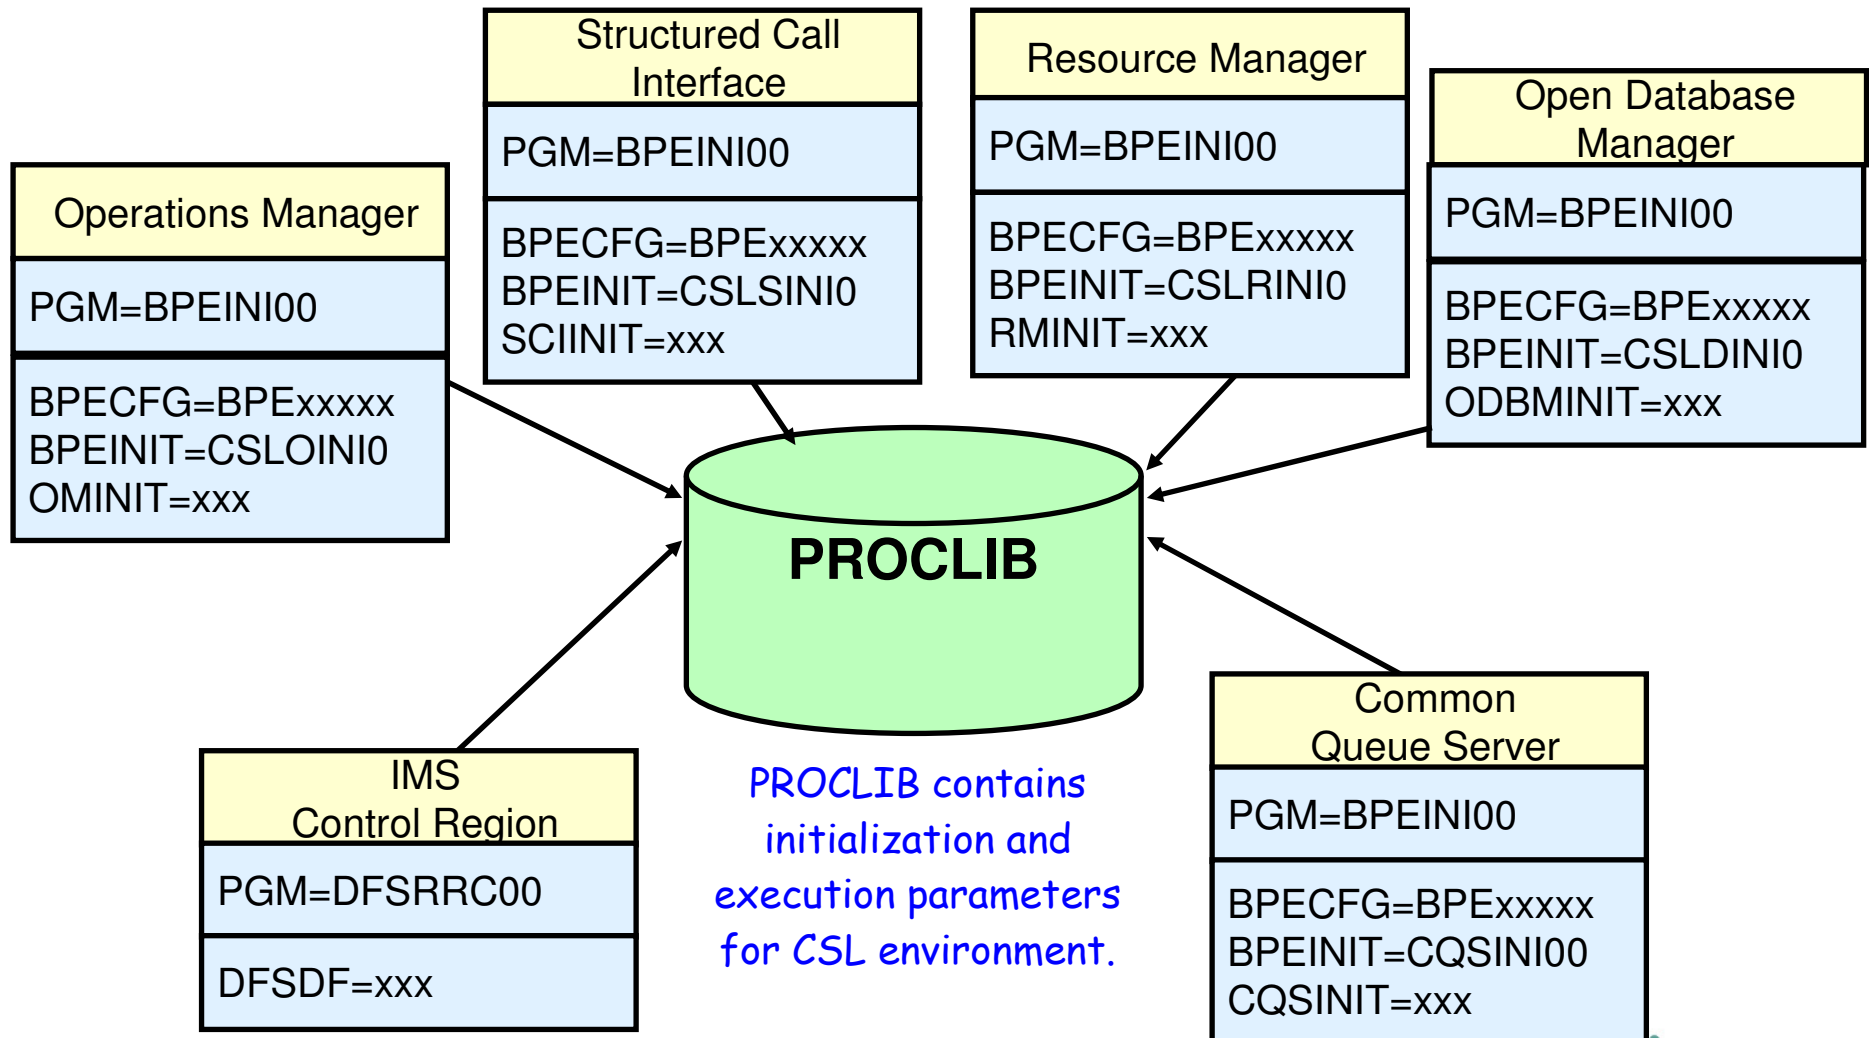 Structured Call
Interface
PGM=BPEINI00
BPECFG=BPExxxxx
BPEINIT=CSLSINI0
SCIINIT=xxx
Resource Manager
PGM=BPEINI00
BPECFG=BPExxxxx
BPEINIT=CSLRINI0
RMINIT=xxx
Open Database
Manager
PGM=BPEINI00
BPECFG=BPExxxxx
BPEINIT=CSLDINI0
ODBMINIT=xxx
Operations Manager
PGM=BPEINI00
BPECFG=BPExxxxx
BPEINIT=CSLOINI0
OMINIT=xxx
PROCLIB
IMS
Control Region
PGM=DFSRRC00
DFSDF=xxx
PROCLIB contains
initialization and
execution parameters
for CSL environment.
Common
Queue Server
PGM=BPEINI00
BPECFG=BPExxxxx
BPEINIT=CQSINI00
CQSINIT=xxx